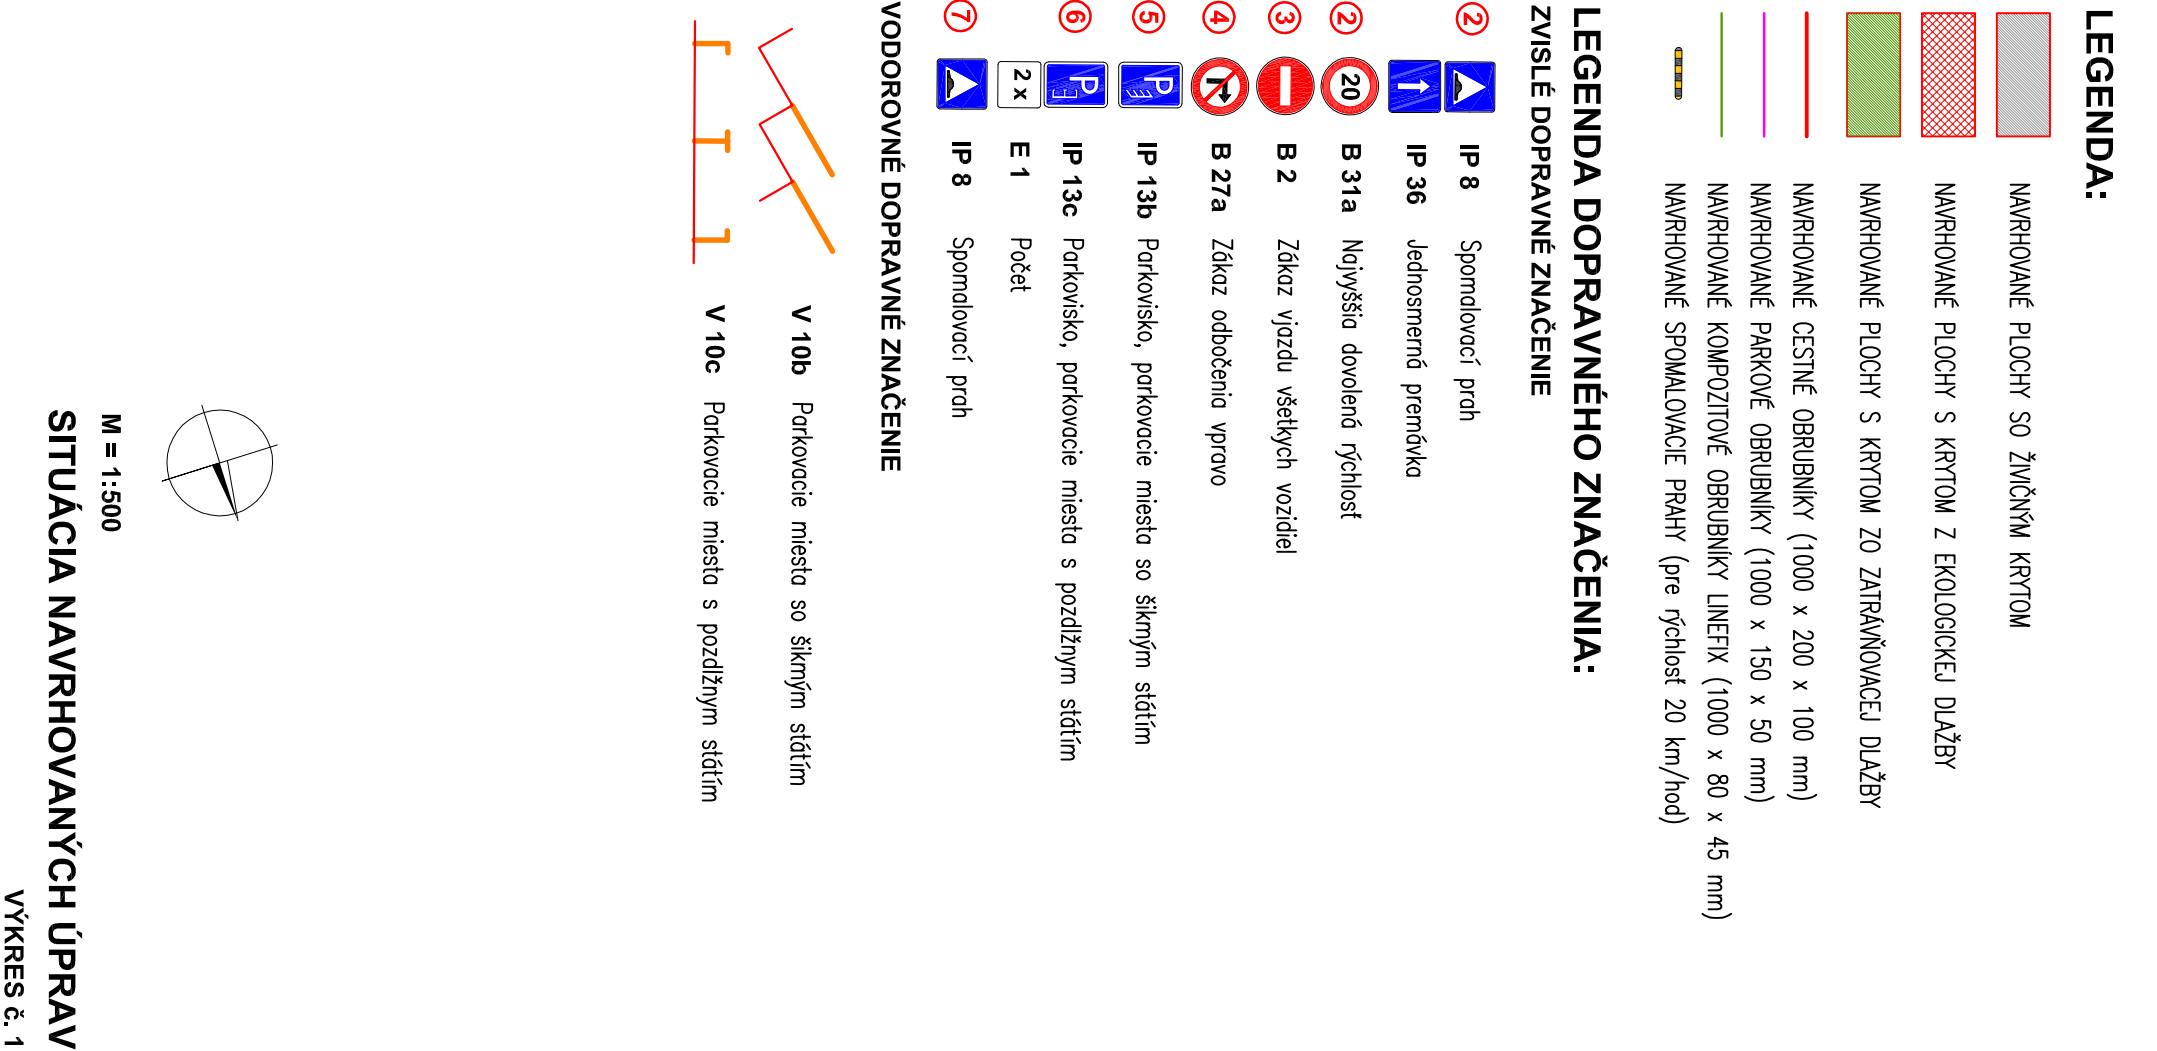 LEGENDA:
NAVRHOVANÉ PLOCHY SO ŽIVIČNÝM KRYTOM
NAVRHOVANÉ PLOCHY S KRYTOM Z EKOLOGICKEJ DLAŽBY
NAVRHOVANÉ PLOCHY S KRYTOM ZO ZATRÁVŇOVACEJ DLAŽBY
NAVRHOVANÉ CESTNÉ OBRUBNÍKY (1000 x 200 x 100 mm)
NAVRHOVANÉ PARKOVÉ OBRUBNÍKY (1000 x 150 x 50 mm)
NAVRHOVANÉ KOMPOZITOVÉ OBRUBNÍKY LINEFIX (1000 x 80 x 45 mm)
NAVRHOVANÉ SPOMALOVACIE PRAHY (pre rýchlosť 20 km/hod)
LEGENDA DOPRAVNÉHO ZNAČENIA:
ZVISLÉ DOPRAVNÉ ZNAČENIE
2 IP 8 Spomalovací prah
IP 36 Jednosmerná premávka
2 20 B 31a Najvyššia dovolená rýchlosť
3 B 2 Zákaz vjazdu všetkych vozidiel
4 B 27a Zákaz odbočenia vpravo
5 P IP 13b Parkovisko, parkovacie miesta so šikmým státím
6 P IP 13c Parkovisko, parkovacie miesta s pozdlžnym státím
2 x E 1 Počet
7 IP 8 Spomalovací prah
VODOROVNÉ DOPRAVNÉ ZNAČENIE
V 10b Parkovacie miesta so šikmým státím
V 10c Parkovacie miesta s pozdlžnym státím
M = 1:500
SITUÁCIA NAVRHOVANÝCH ÚPRAV
VÝKRES č. 1